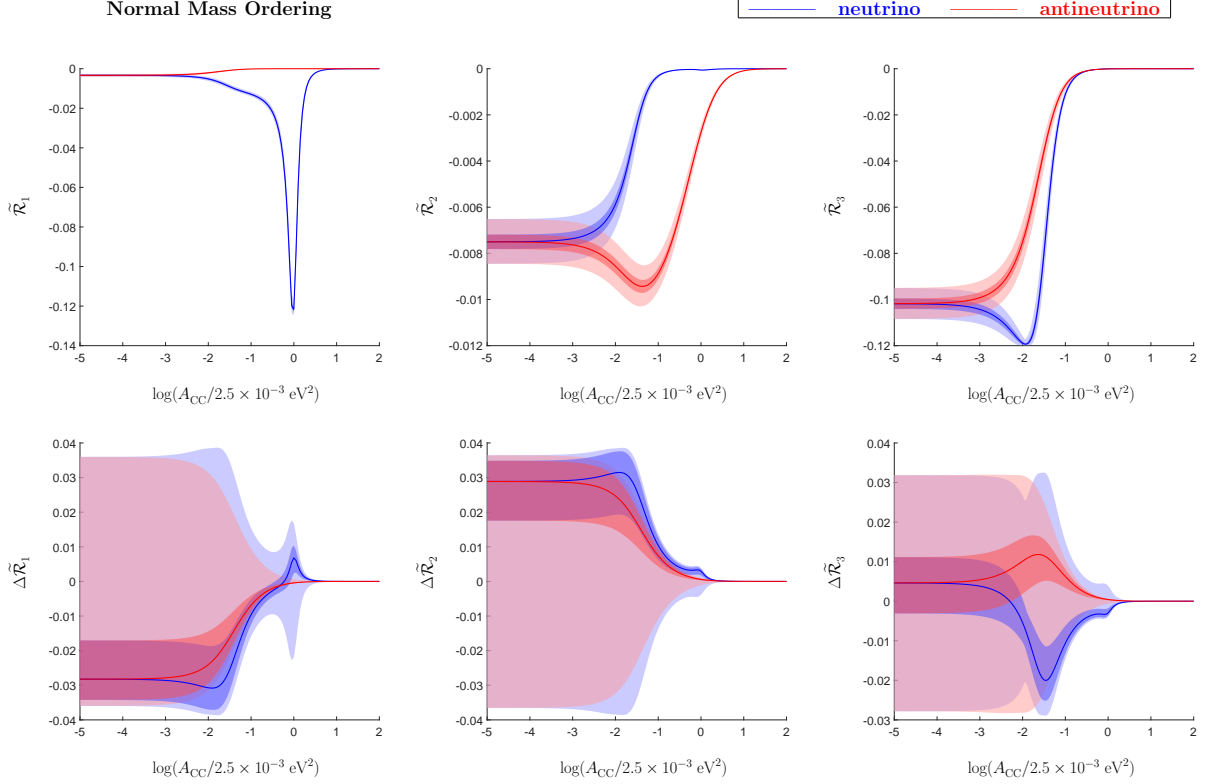 Normal Mass Ordering
neutrino antineutrino
0
-0.02
-0.04
-0.06
-0.08
-0.1
-0.12
-0.14
-5 -4 -3 -2 -1 0 1 2
R̃₁
log(A_CC/2.5 × 10⁻³ eV²)
0
-0.002
-0.004
-0.006
-0.008
-0.01
-0.012
-5 -4 -3 -2 -1 0 1 2
R̃₂
log(A_CC/2.5 × 10⁻³ eV²)
0
-0.02
-0.04
-0.06
-0.08
-0.1
-0.12
-5 -4 -3 -2 -1 0 1 2
R̃₃
log(A_CC/2.5 × 10⁻³ eV²)
0.04
0.03
0.02
0.01
0
-0.01
-0.02
-0.03
-0.04
-5 -4 -3 -2 -1 0 1 2
ΔR̃₁
log(A_CC/2.5 × 10⁻³ eV²)
0.04
0.03
0.02
0.01
0
-0.01
-0.02
-0.03
-0.04
-5 -4 -3 -2 -1 0 1 2
ΔR̃₂
log(A_CC/2.5 × 10⁻³ eV²)
0.04
0.03
0.02
0.01
0
-0.01
-0.02
-0.03
-5 -4 -3 -2 -1 0 1 2
ΔR̃₃
log(A_CC/2.5 × 10⁻³ eV²)